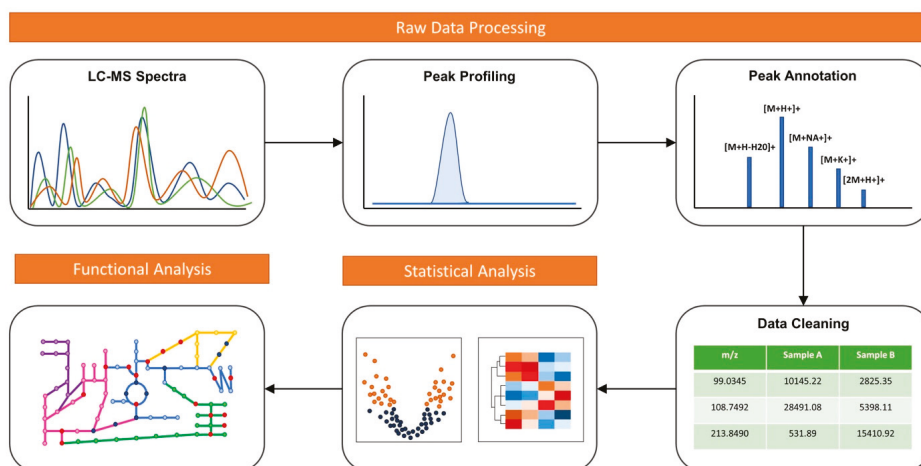 Raw Data Processing
LC-MS Spectra
Peak Profiling
Peak Annotation
[M+H+]+
[M+H-H20]+
[M+NA+]+
[M+K+]+
[2M+H+]+
Functional Analysis
Statistical Analysis
Data Cleaning
m/z Sample A Sample B
99.0345 10145.22 2825.35
108.7492 28491.08 5398.11
213.8490 531.89 15410.92